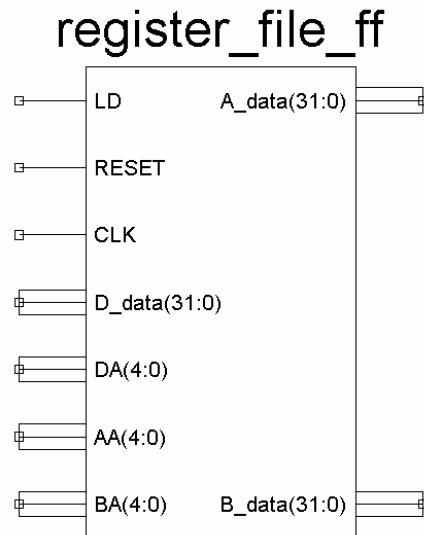 register_file_ff
LD
A_data(31:0)
RESET
CLK
D_data(31:0)
DA(4:0)
AA(4:0)
BA(4:0)
B_data(31:0)